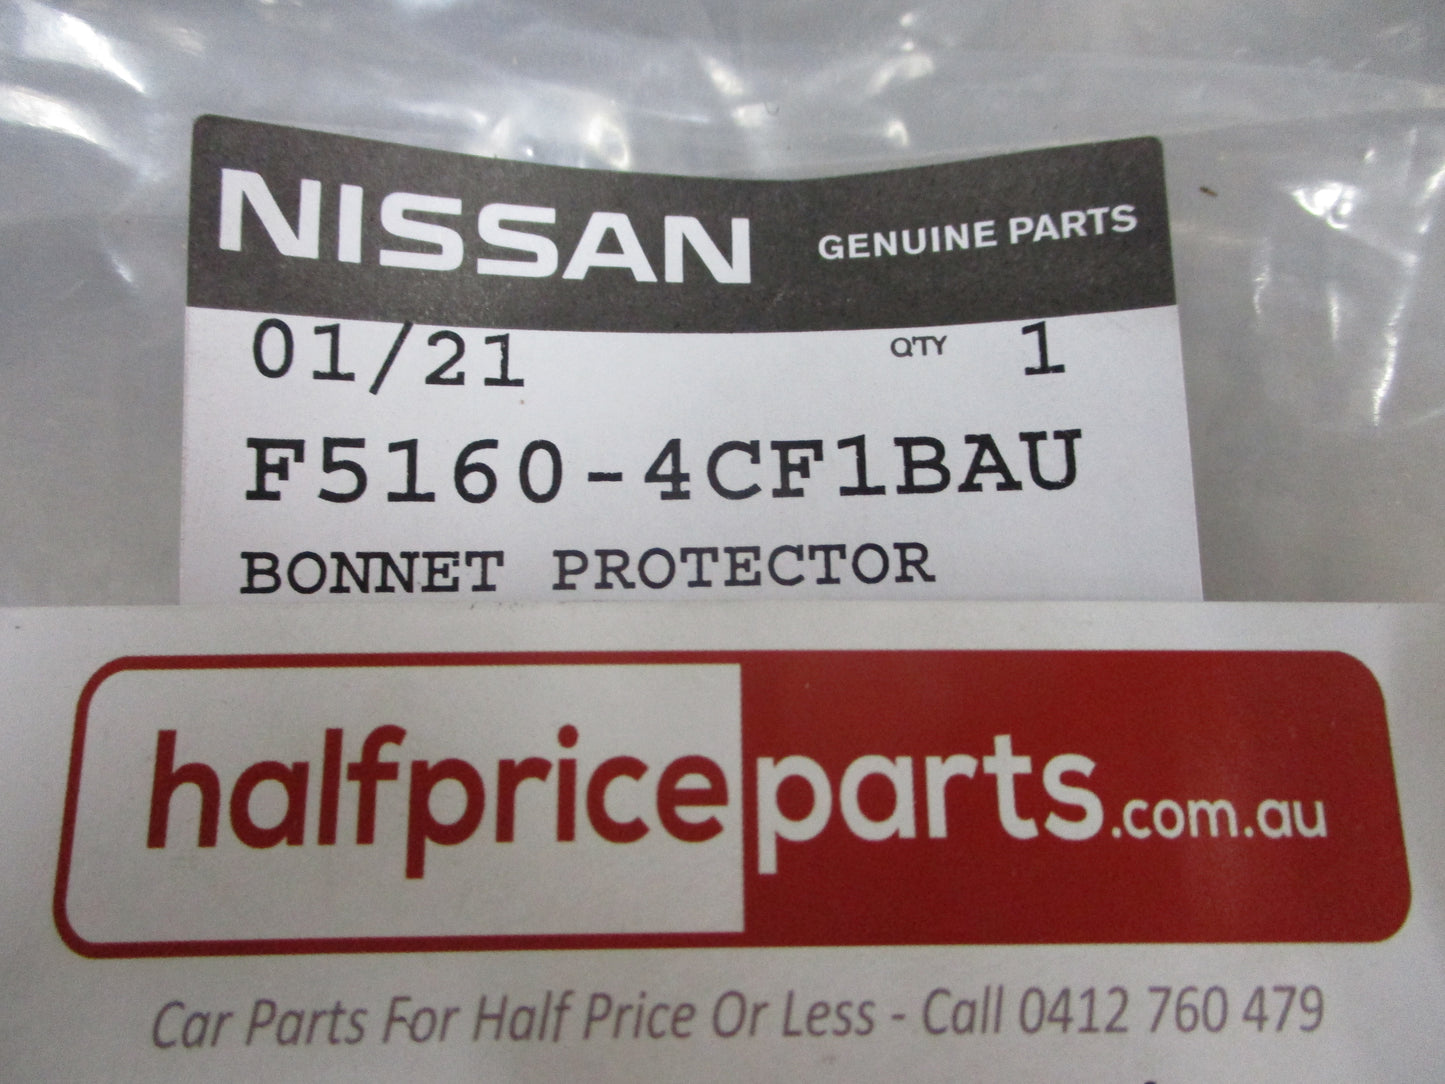 NISSAN GENUINE PARTS
01/21 Q'TY 1
F5160-4CF1BAU
BONNET PROTECTOR
halfpriceparts.com.au
Car Parts For Half Price Or Less - Call 0412 760 479